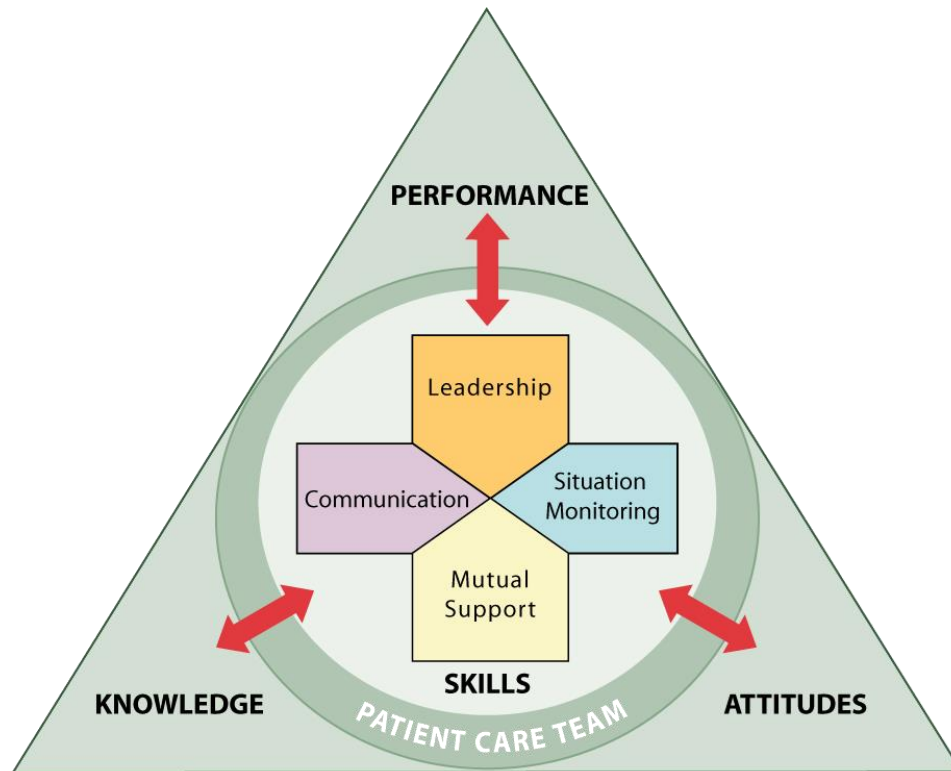 PERFORMANCE
Leadership
Communication
Situation
Monitoring
Mutual
Support
SKILLS
KNOWLEDGE
ATTITUDES
PATIENT CARE TEAM